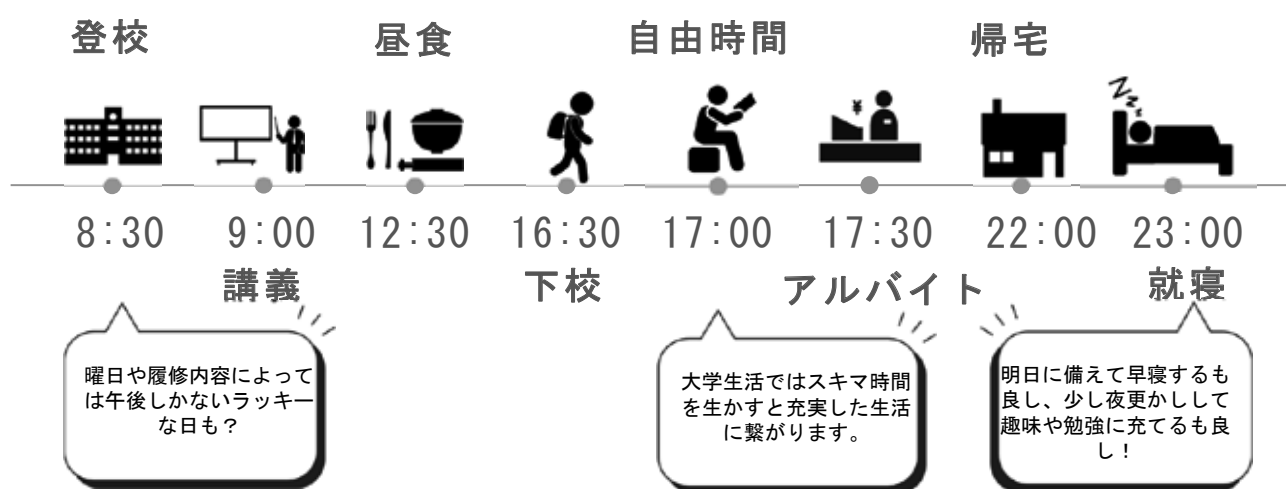 登校 昼食 自由時間 帰宅
¥
Zzz
8:30 9:00 12:30 16:30 17:00 17:30 22:00 23:00
講義 下校 アルバイト 就寝
曜日や履修内容によって
は午後しかないラッキー
な日も？
大学生活ではスキマ時間
を生かすと充実した生活
に繋がります。
明日に備えて早寝するも
良し、少し夜更かしして
趣味や勉強に充てるも良
し！